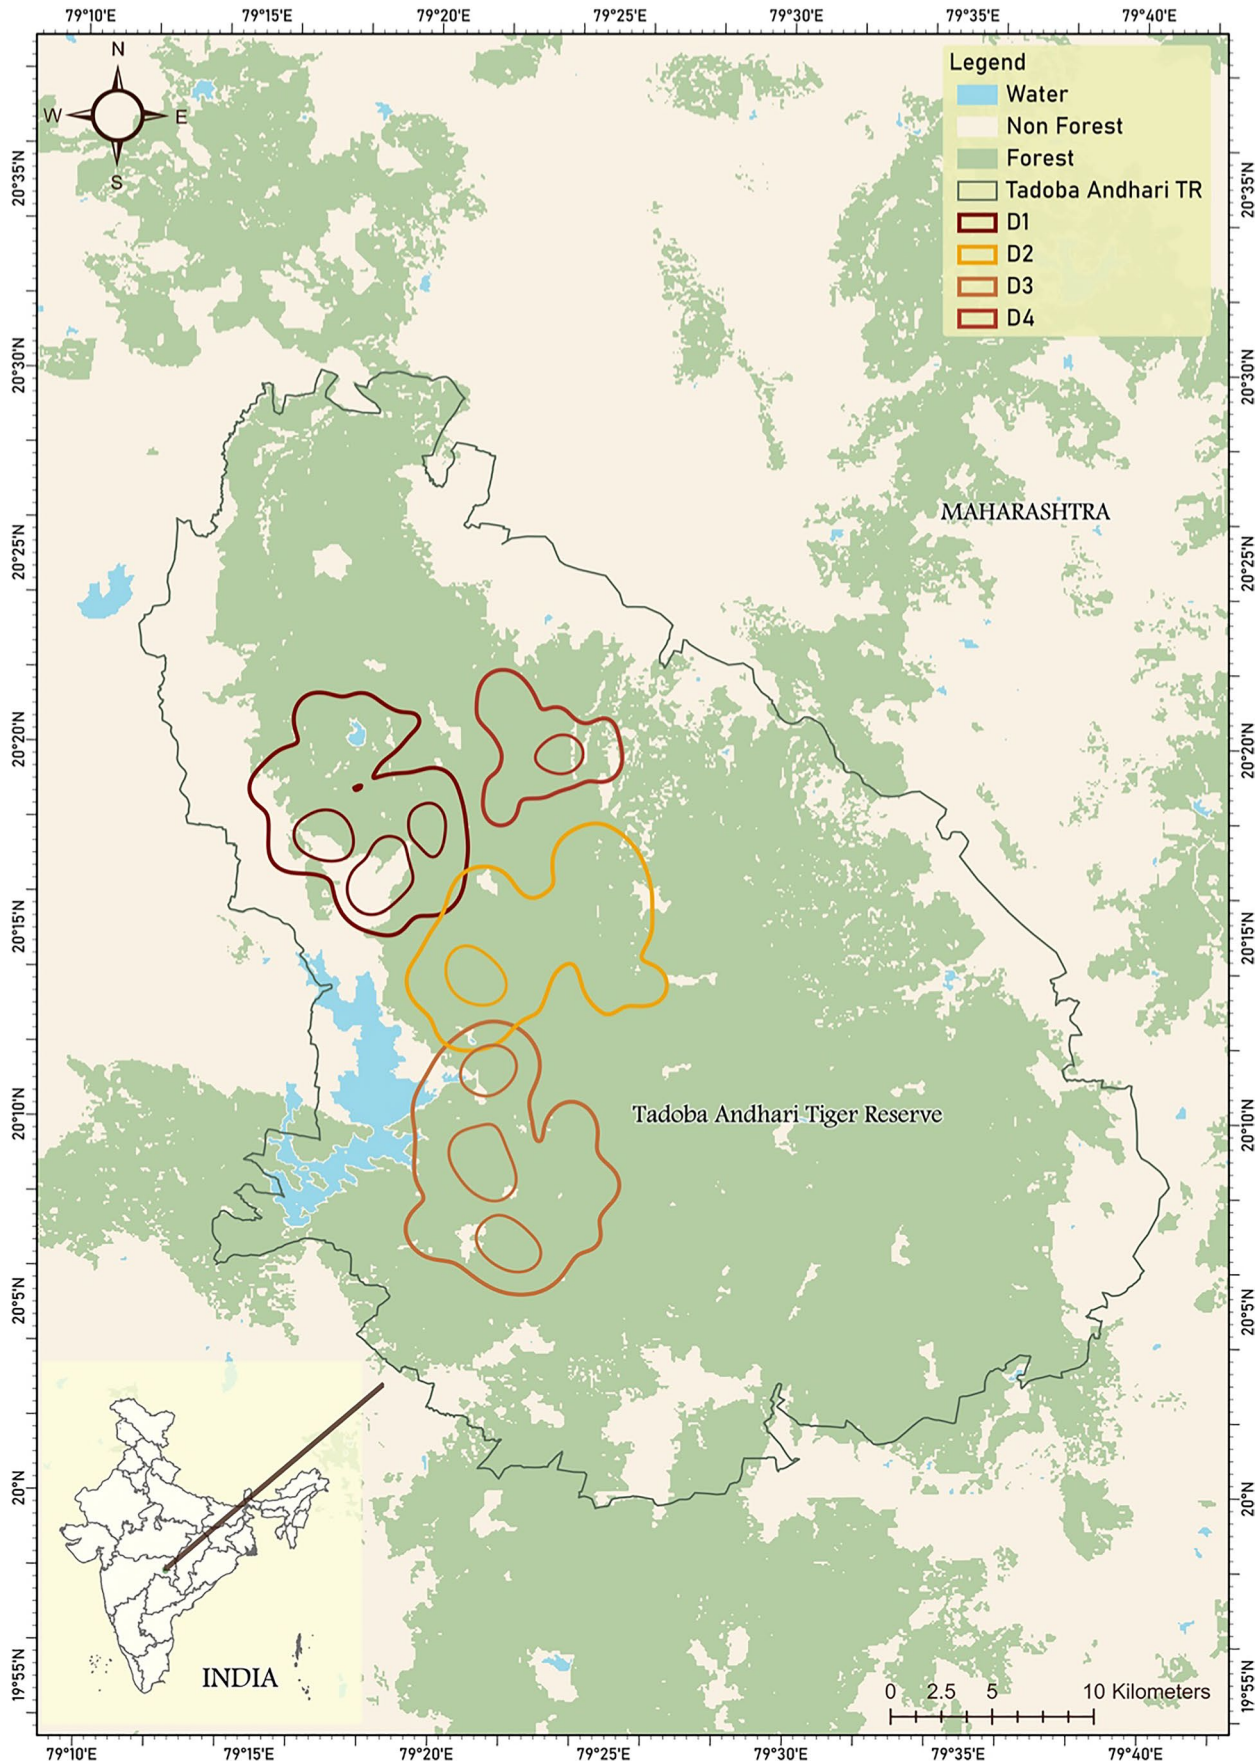 79°10'E 79°15'E 79°20'E 79°25'E 79°30'E 79°35'E 79°40'E
N
W E
S
Legend
Water
Non Forest
Forest
Tadoba Andhari TR
D1
D2
D3
D4
20°35'N 20°35'N
20°30'N 20°30'N
MAHARASHTRA
20°25'N 20°25'N
20°20'N 20°20'N
20°15'N 20°15'N
20°10'N 20°10'N
Tadoba Andhari Tiger Reserve
20°5'N 20°5'N
20°N 20°N
19°55'N 19°55'N
INDIA
0 2.5 5 10 Kilometers
79°10'E 79°15'E 79°20'E 79°25'E 79°30'E 79°35'E 79°40'E